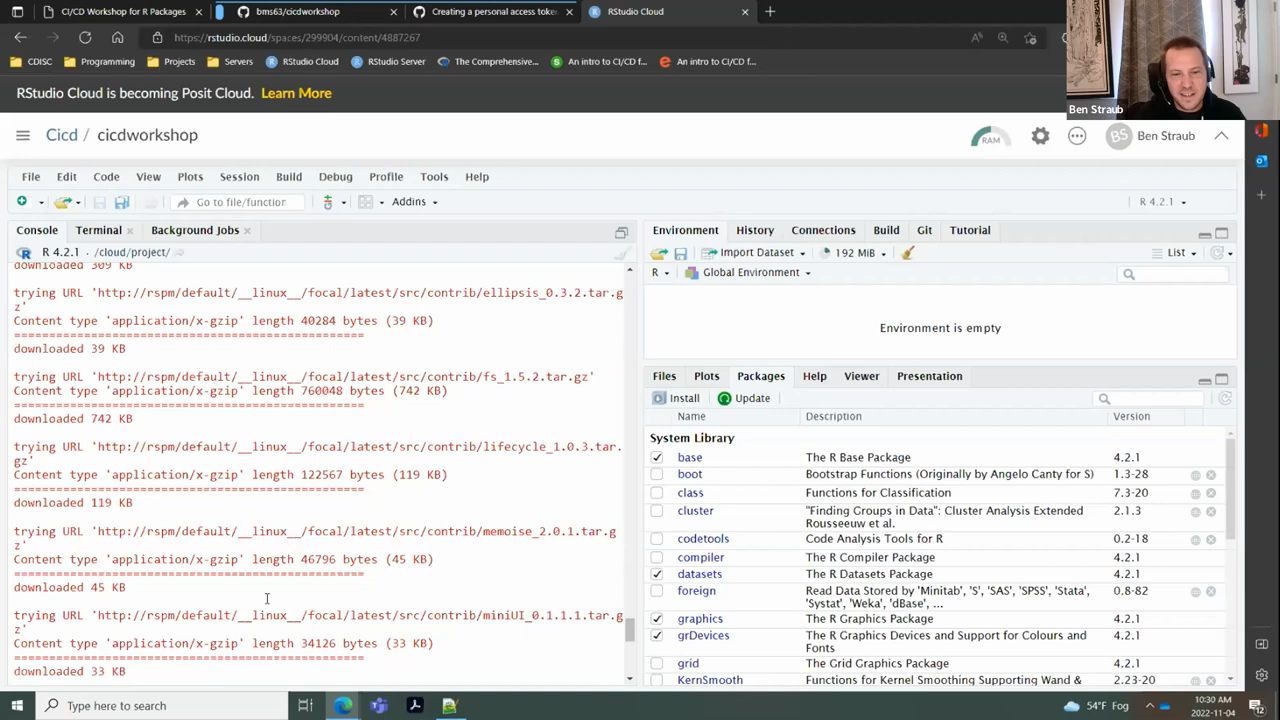 CI/CD Workshop for R Packages
bms63/cicdworkshop
Creating a personal access toke
RStudio Cloud
https://rstudio.cloud/spaces/299904/content/4887267
CDISC
Programming
Projects
Servers
RStudio Cloud
RStudio Server
The Comprehensive...
An intro to CI/CD f...
An intro to CI/CD f...
RStudio Cloud is becoming Posit Cloud. Learn More
Ben Straub
Cicd / cicdworkshop
RAM
BS
Ben Straub
File Edit Code View Plots Session Build Debug Profile Tools Help
Go to file/function
Addins
R 4.2.1
Console Terminal Background Jobs
R 4.2.1 . /cloud/project/
downloaded 309 KB
trying URL 'http://rspm/default/__linux__/focal/latest/src/contrib/ellipsis_0.3.2.tar.g
z'
Content type 'application/x-gzip' length 40284 bytes (39 KB)
==================================================
downloaded 39 KB
trying URL 'http://rspm/default/__linux__/focal/latest/src/contrib/fs_1.5.2.tar.gz'
Content type 'application/x-gzip' length 760048 bytes (742 KB)
==================================================
downloaded 742 KB
trying URL 'http://rspm/default/__linux__/focal/latest/src/contrib/lifecycle_1.0.3.tar.
gz'
Content type 'application/x-gzip' length 122567 bytes (119 KB)
==================================================
downloaded 119 KB
trying URL 'http://rspm/default/__linux__/focal/latest/src/contrib/memoise_2.0.1.tar.g
z'
Content type 'application/x-gzip' length 46796 bytes (45 KB)
==================================================
downloaded 45 KB
trying URL 'http://rspm/default/__linux__/focal/latest/src/contrib/miniUI_0.1.1.1.tar.g
z'
Content type 'application/x-gzip' length 34126 bytes (33 KB)
==================================================
downloaded 33 KB
Environment History Connections Build Git Tutorial
Import Dataset
192 MiB
List
R
Global Environment
Environment is empty
Files Plots Packages Help Viewer Presentation
Install Update
Name Description Version
System Library
base The R Base Package 4.2.1
boot Bootstrap Functions (Originally by Angelo Canty for S) 1.3-28
class Functions for Classification 7.3-20
cluster "Finding Groups in Data": Cluster Analysis Extended 2.1.3
Rousseeuw et al.
codetools Code Analysis Tools for R 0.2-18
compiler The R Compiler Package 4.2.1
datasets The R Datasets Package 4.2.1
foreign Read Data Stored by 'Minitab', 'S', 'SAS', 'SPSS', 'Stata', 0.8-82
'Systat', 'Weka', 'dBase', ...
graphics The R Graphics Package 4.2.1
grDevices The R Graphics Devices and Support for Colours and 4.2.1
Fonts
grid The Grid Graphics Package 4.2.1
KernSmooth Functions for Kernel Smoothing Supporting Wand & 2.23-20
Type here to search
54°F Fog
10:30 AM
2022-11-04
12